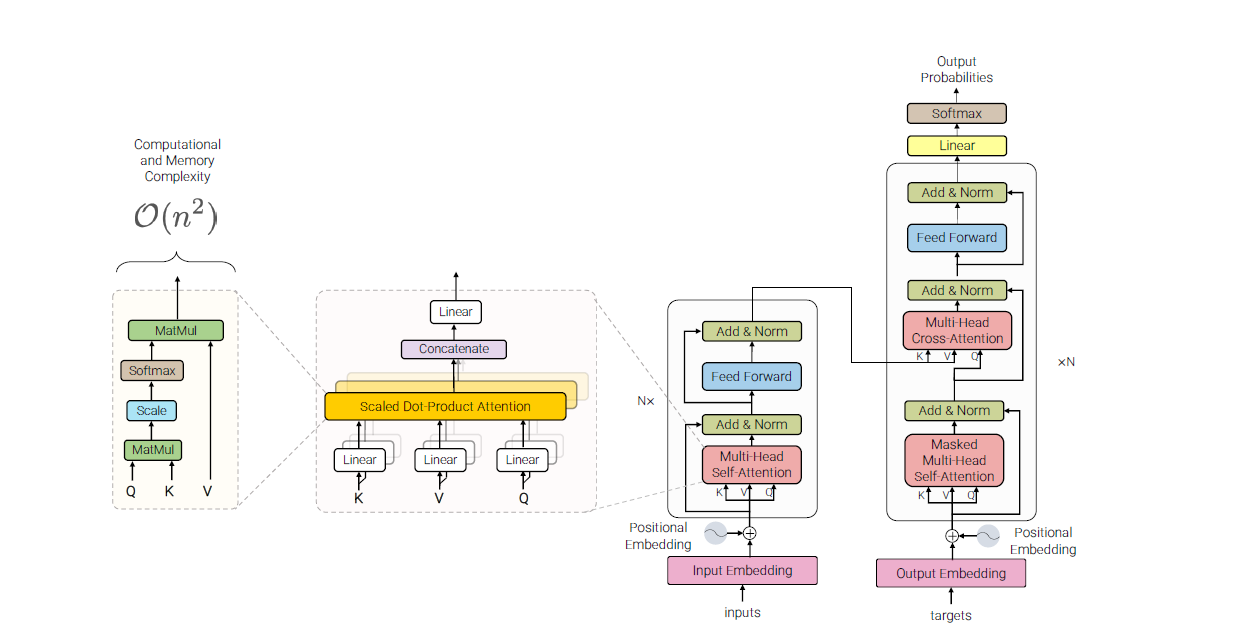 Computational
and Memory
Complexity
𝒪(n²)
MatMul
Softmax
Scale
MatMul
Q K V
Linear
Concatenate
Scaled Dot-Product Attention
Linear Linear Linear
K V Q
N×
Add & Norm
Feed Forward
Add & Norm
Multi-Head
Self-Attention
K V Q
Positional
Embedding
Input Embedding
inputs
Output
Probabilities
Softmax
Linear
Add & Norm
Feed Forward
Add & Norm
Multi-Head
Cross-Attention
K V Q
×N
Add & Norm
Masked
Multi-Head
Self-Attention
K V Q
Positional
Embedding
Output Embedding
targets